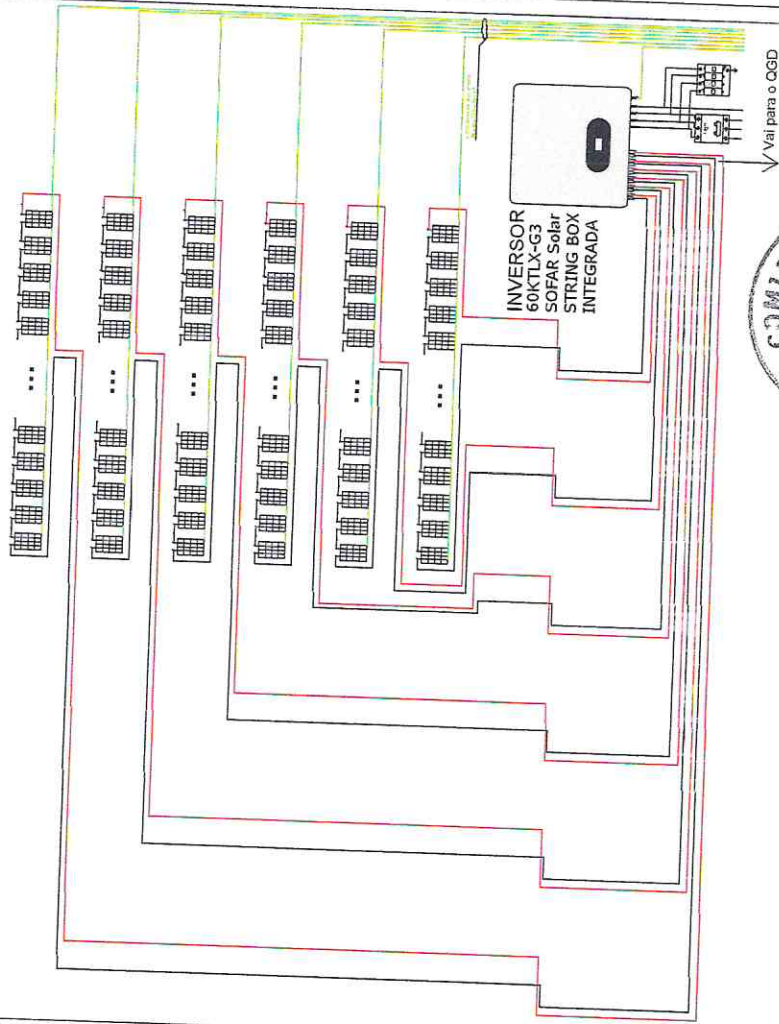 INVERSOR
60KTLX-G3
SOFAR Solar
STRING BOX
INTEGRADA
Vai para o QGD